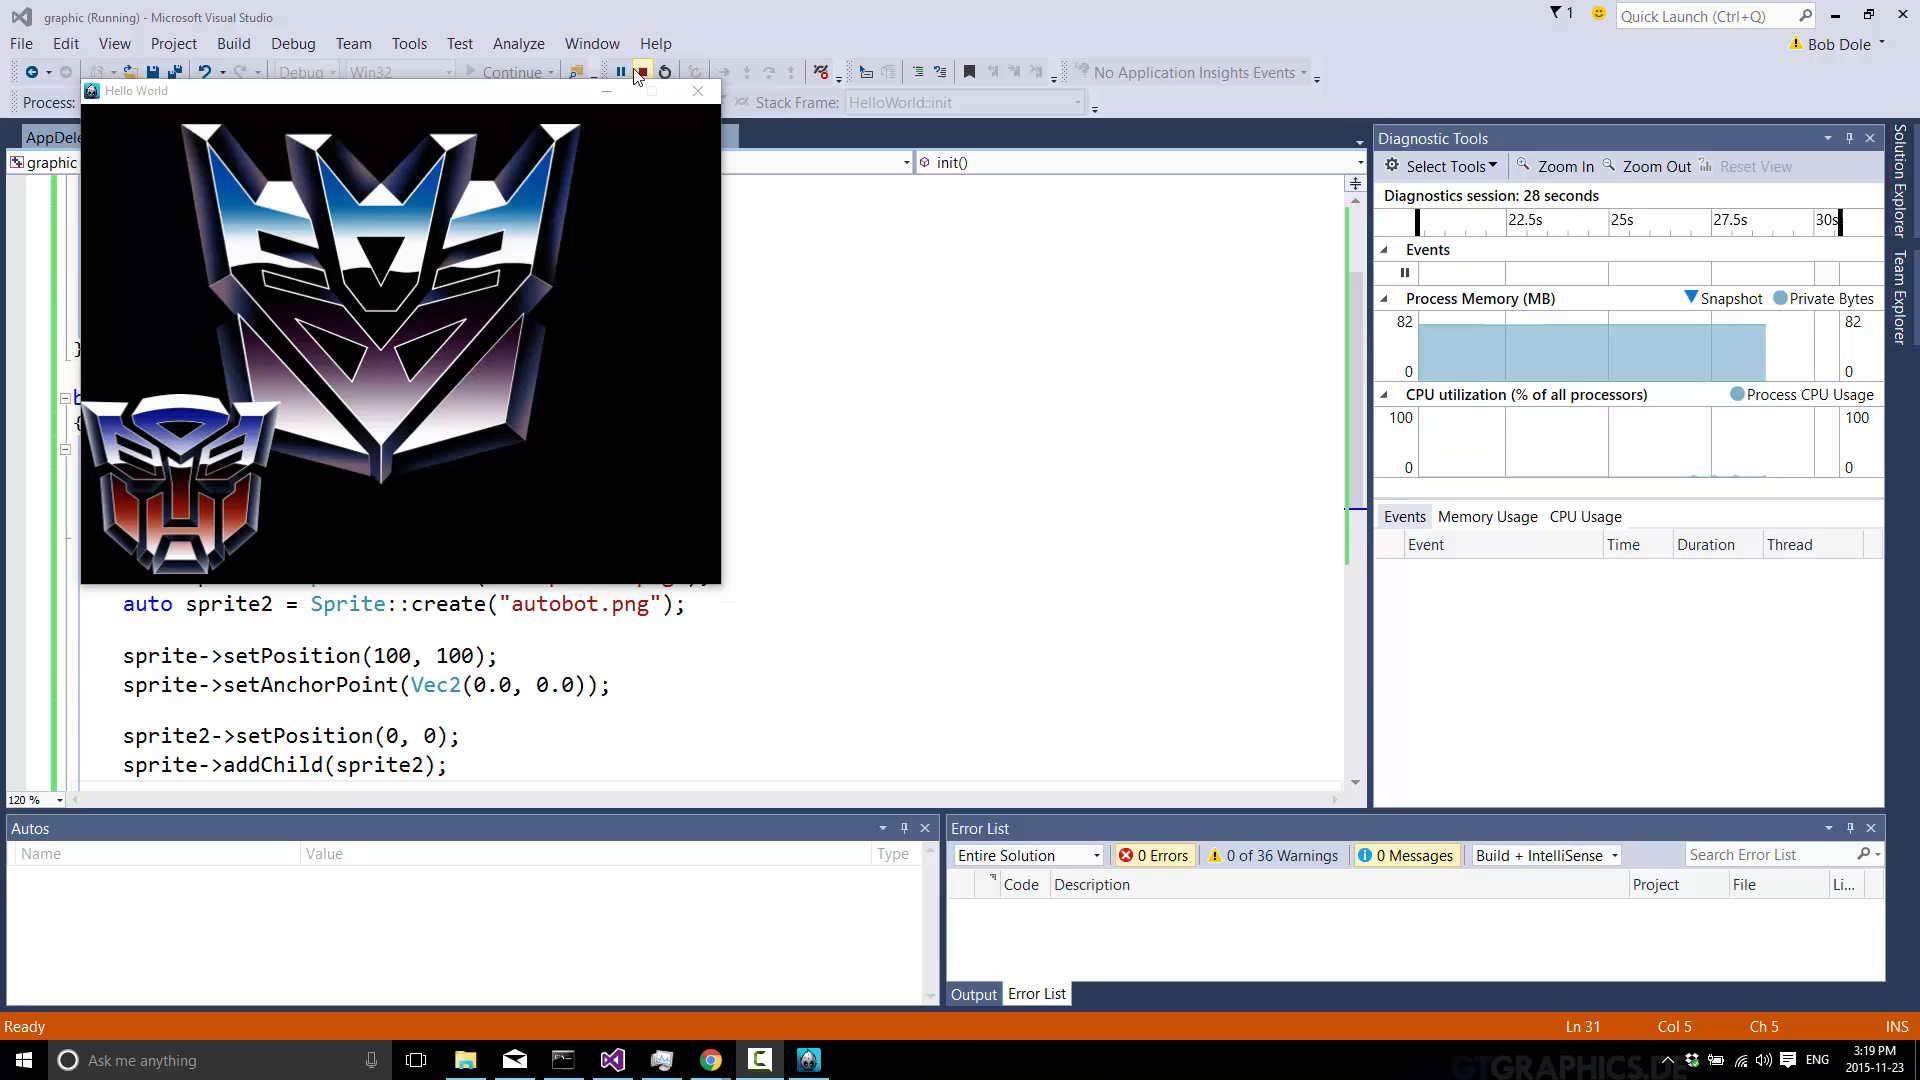 graphic (Running) - Microsoft Visual Studio
1
Quick Launch (Ctrl+Q)
File Edit View Project Build Debug Team Tools Test Analyze Window Help
Bob Dole
Debug Win32 Continue No Application Insights Events
Process: Stack Frame: HelloWorld::init
Hello World
AppDele
graphic init()
}
{
auto sprite2 = Sprite::create("autobot.png");
sprite->setPosition(100, 100);
sprite->setAnchorPoint(Vec2(0.0, 0.0));
sprite2->setPosition(0, 0);
sprite->addChild(sprite2);
120 %
Diagnostic Tools
Select Tools Zoom In Zoom Out Reset View
Diagnostics session: 28 seconds
22.5s 25s 27.5s 30s
Events
Process Memory (MB) Snapshot Private Bytes
82 82
0 0
CPU utilization (% of all processors) Process CPU Usage
100 100
0 0
Events Memory Usage CPU Usage
Event Time Duration Thread
Solution Explorer
Team Explorer
Autos
Name Value Type
Error List
Entire Solution 0 Errors 0 of 36 Warnings 0 Messages Build + IntelliSense Search Error List
Code Description Project File Li...
Output Error List
Ready Ln 31 Col 5 Ch 5 INS
Ask me anything
GTGRAPHICS.DE
ENG
3:19 PM
2015-11-23